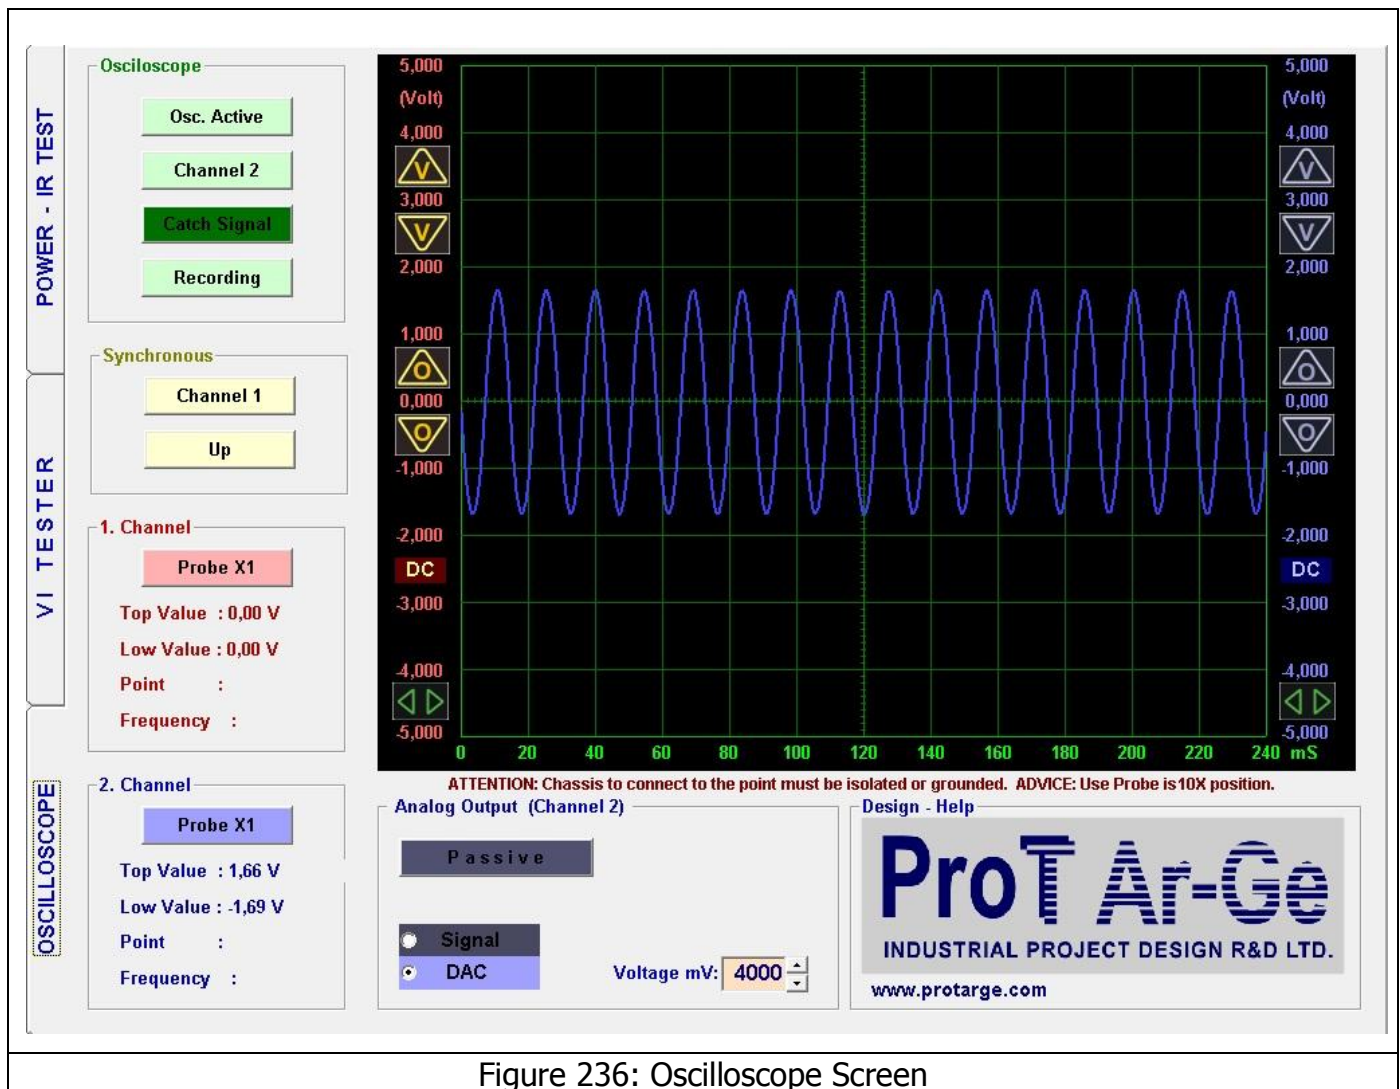 POWER - IR TEST
VI TESTER
OSCILLOSCOPE
Osciloscope
Osc. Active
Channel 2
Catch Signal
Recording
Synchronous
Channel 1
Up
1. Channel
Probe X1
Top Value : 0,00 V
Low Value : 0,00 V
Point :
Frequency :
2. Channel
Probe X1
Top Value : 1,66 V
Low Value : -1,69 V
Point :
Frequency :
5,000
(Volt)
4,000
V
3,000
V
2,000
1,000
O
0,000
O
-1,000
-2,000
DC
-3,000
-4,000
-5,000
5,000
(Volt)
4,000
V
3,000
V
2,000
1,000
O
0,000
O
-1,000
-2,000
DC
-3,000
-4,000
-5,000
0 20 40 60 80 100 120 140 160 180 200 220 240 mS
ATTENTION: Chassis to connect to the point must be isolated or grounded. ADVICE: Use Probe is10X position.
Analog Output (Channel 2)
Passive
Signal
DAC
Voltage mV: 4000
Design - Help
ProT Ar-Ge
INDUSTRIAL PROJECT DESIGN R&D LTD.
www.protarge.com
Figure 236: Oscilloscope Screen